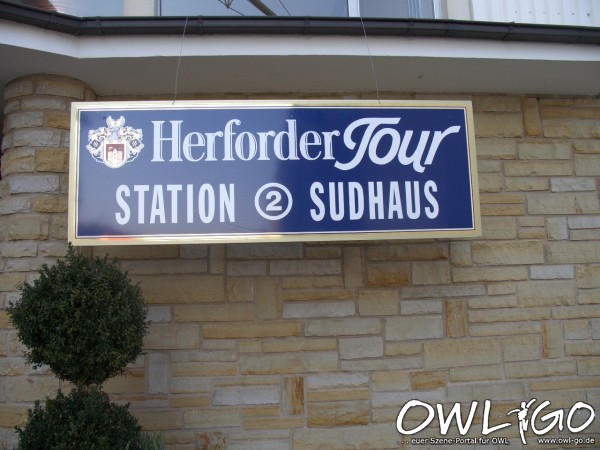 Herforder Tour
STATION 2 SUDHAUS
OWL GO
... euer Szene-Portal für OWL www.owl-go.de